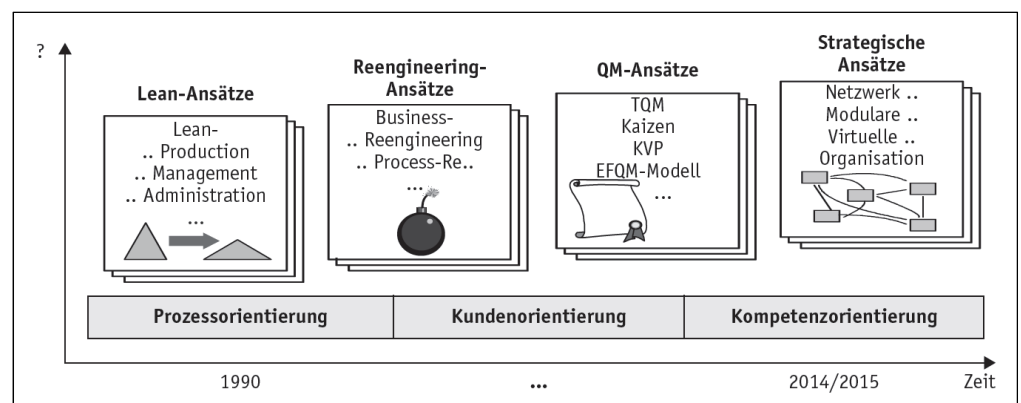 ?
Lean-Ansätze
Lean-
.. Production
.. Management
.. Administration
...
Reengineering-
Ansätze
Business-
.. Reengineering
.. Process-Re..
...
QM-Ansätze
TQM
Kaizen
KVP
EFQM-Modell
...
Strategische
Ansätze
Netzwerk ..
Modulare ..
Virtuelle ..
Organisation
Prozessorientierung
Kundenorientierung
Kompetenzorientierung
1990
...
2014/2015
Zeit